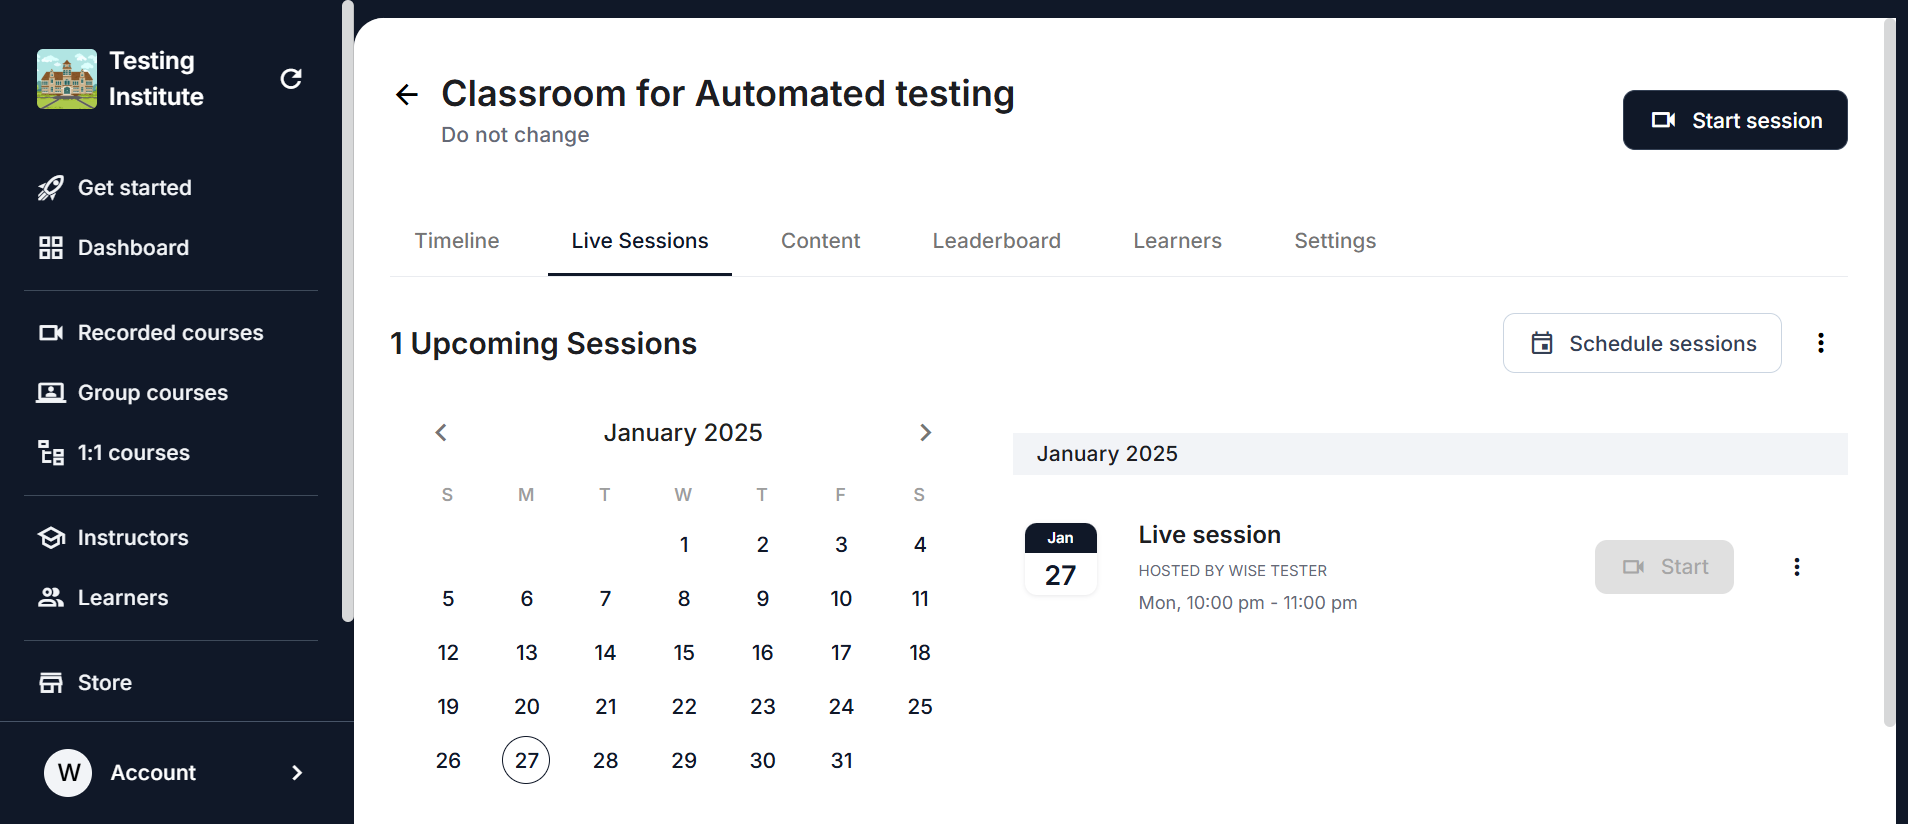 Testing
Institute
Get started
Dashboard
Recorded courses
Group courses
1:1 courses
Instructors
Learners
Store
W
Account
Classroom for Automated testing
Do not change
Start session
Timeline
Live Sessions
Content
Leaderboard
Learners
Settings
1 Upcoming Sessions
Schedule sessions
January 2025
S M T W T F S
1 2 3 4
5 6 7 8 9 10 11
12 13 14 15 16 17 18
19 20 21 22 23 24 25
26 27 28 29 30 31
January 2025
Jan
27
Live session
HOSTED BY WISE TESTER
Mon, 10:00 pm - 11:00 pm
Start